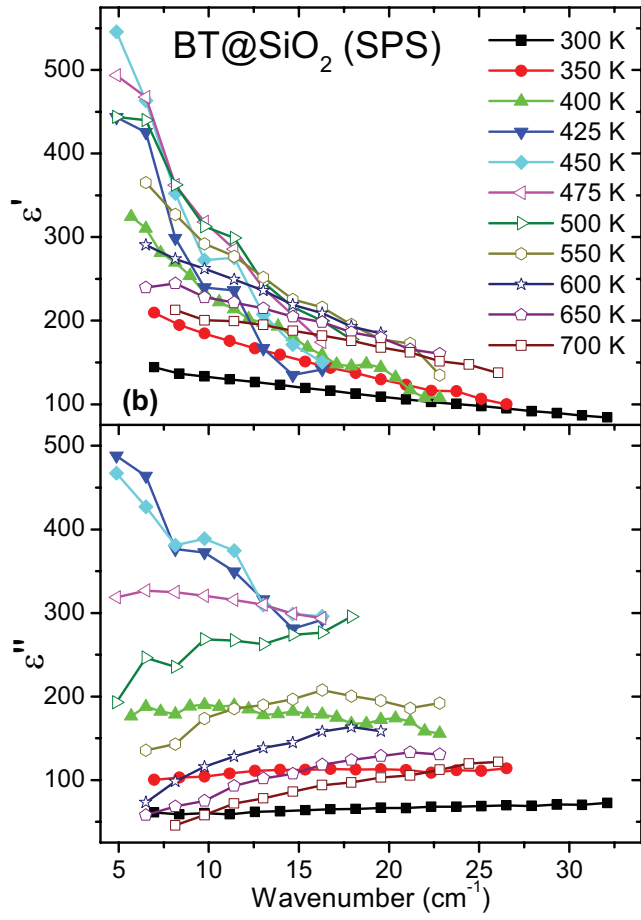 BT@SiO2 (SPS)
300 K
350 K
400 K
425 K
450 K
475 K
500 K
550 K
600 K
650 K
700 K
500
400
300
200
100
ε'
(b)
500
400
300
200
100
ε''
5 10 15 20 25 30
Wavenumber (cm-1)